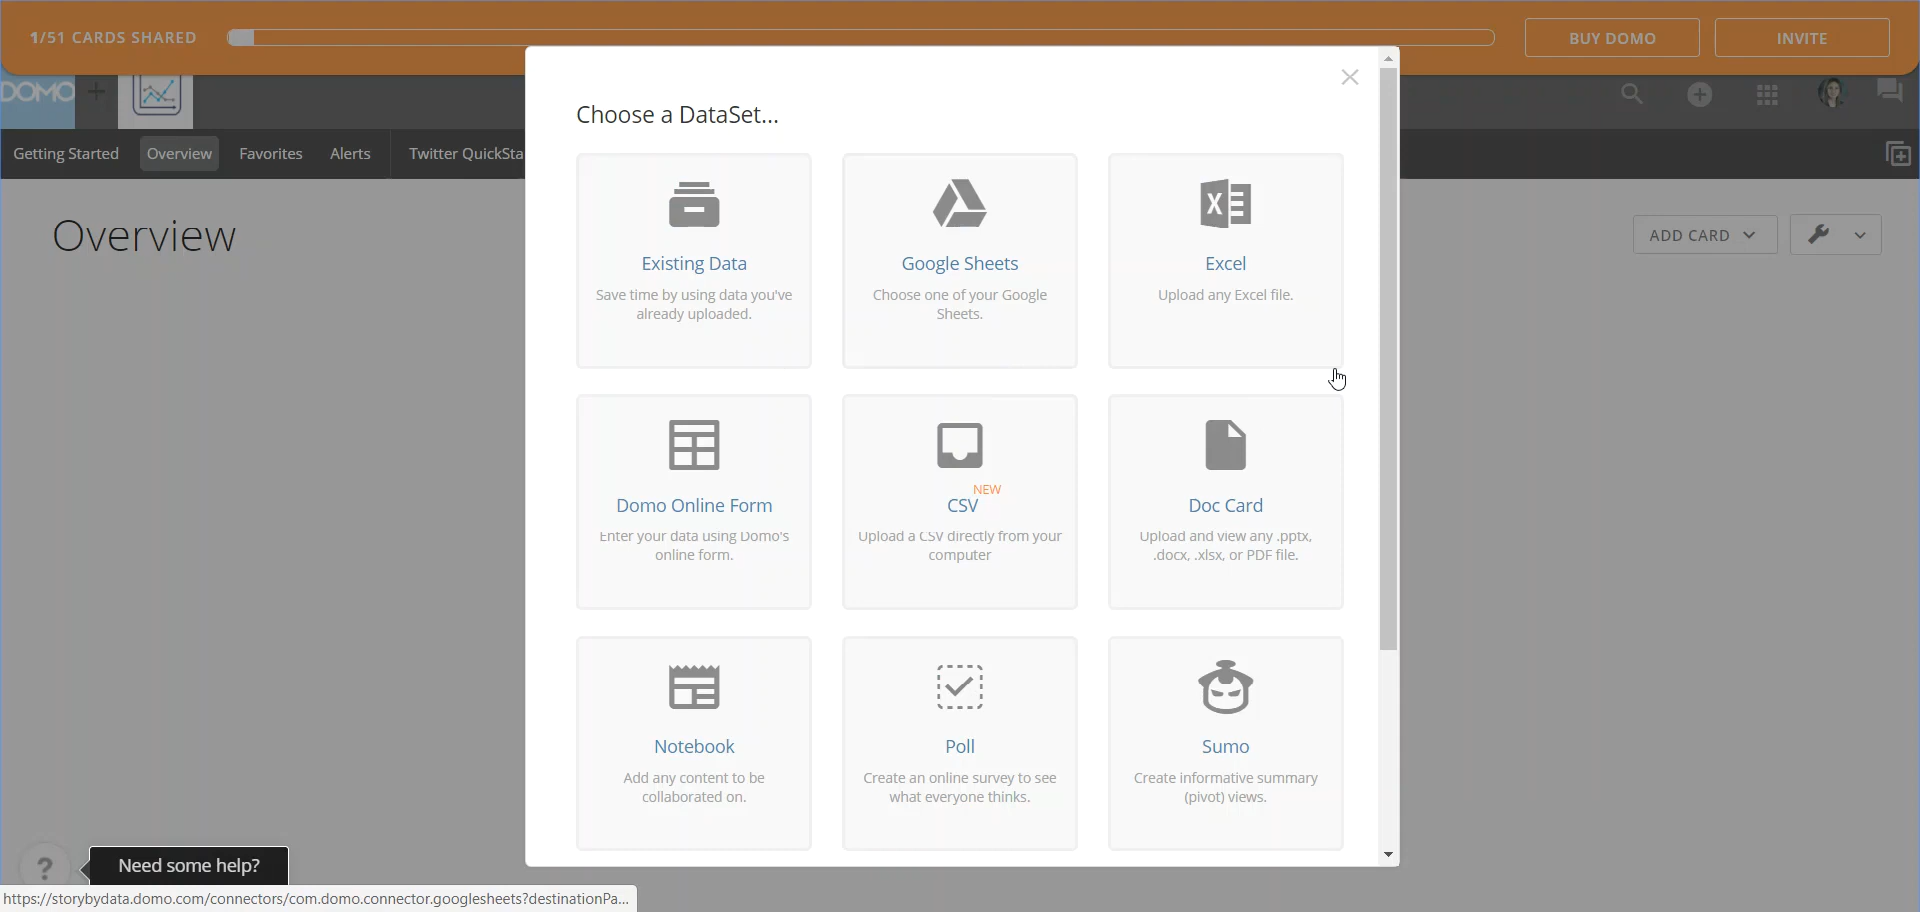 1/51 CARDS SHARED
BUY DOMO
INVITE
DOMO
Getting Started
Overview
Favorites
Alerts
Twitter QuickSta
Overview
ADD CARD
Choose a DataSet...
Existing Data
Save time by using data you've
already uploaded.
Google Sheets
Choose one of your Google
Sheets.
Excel
Upload any Excel file.
Domo Online Form
Enter your data using Domo's
online form.
NEW
CSV
Upload a CSV directly from your
computer
Doc Card
Upload and view any .pptx,
.docx, .xlsx, or PDF file.
Notebook
Add any content to be
collaborated on.
Poll
Create an online survey to see
what everyone thinks.
Sumo
Create informative summary
(pivot) views.
?
Need some help?
https://storybydata.domo.com/connectors/com.domo.connector.googlesheets?destinationPa...